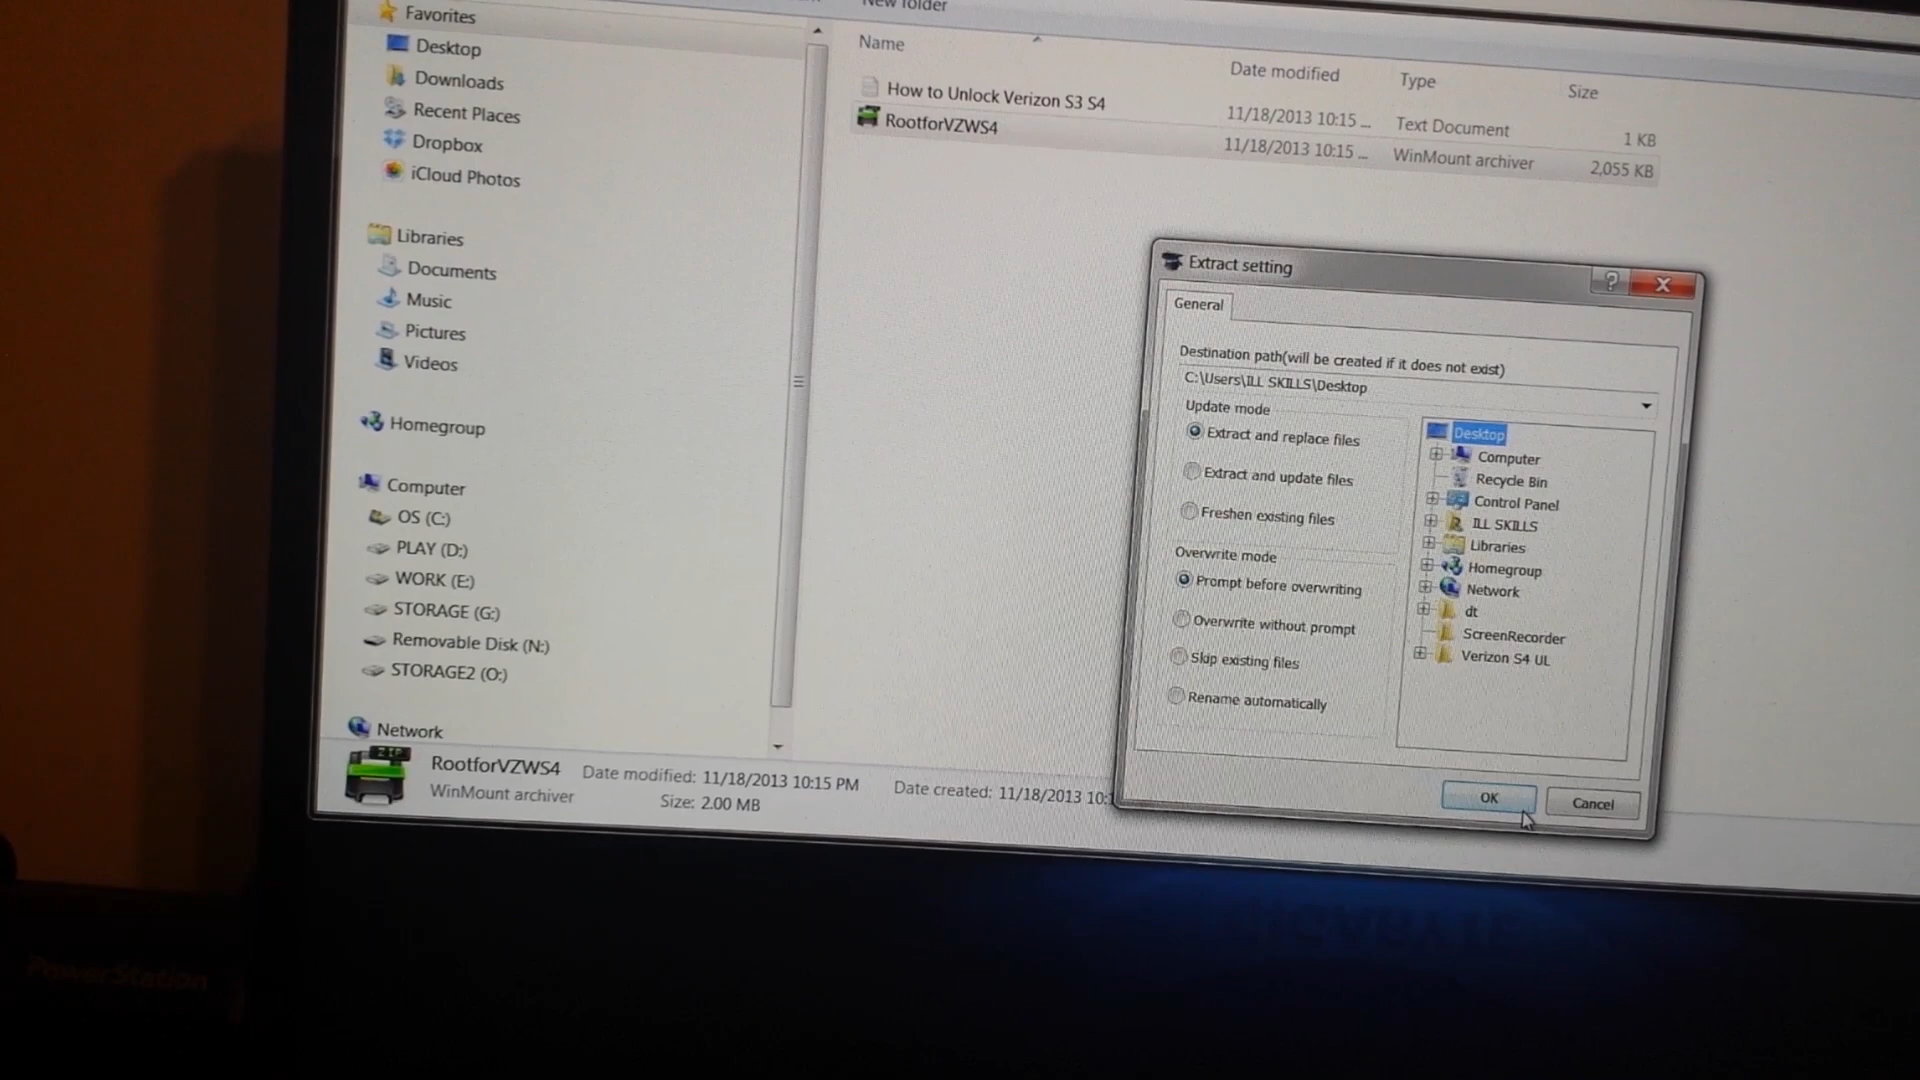 New folder
Favorites
Desktop
Downloads
Recent Places
Dropbox
iCloud Photos
Libraries
Documents
Music
Pictures
Videos
Homegroup
Computer
OS (C:)
PLAY (D:)
WORK (E:)
STORAGE (G:)
Removable Disk (N:)
STORAGE2 (O:)
Network
Name Date modified Type Size
How to Unlock Verizon S3 S4 11/18/2013 10:15 ... Text Document 1 KB
RootforVZWS4 11/18/2013 10:15 ... WinMount archiver 2,055 KB
Extract setting
?
General
Destination path(will be created if it does not exist)
C:\Users\ILL SKILLS\Desktop
Update mode
Extract and replace files
Extract and update files
Freshen existing files
Overwrite mode
Prompt before overwriting
Overwrite without prompt
Skip existing files
Rename automatically
Desktop
Computer
Recycle Bin
Control Panel
ILL SKILLS
Libraries
Homegroup
Network
dt
ScreenRecorder
Verizon S4 UL
OK Cancel
ZIP
RootforVZWS4 Date modified: 11/18/2013 10:15 PM Date created: 11/18/2013 10:1
WinMount archiver Size: 2.00 MB
PowerStation